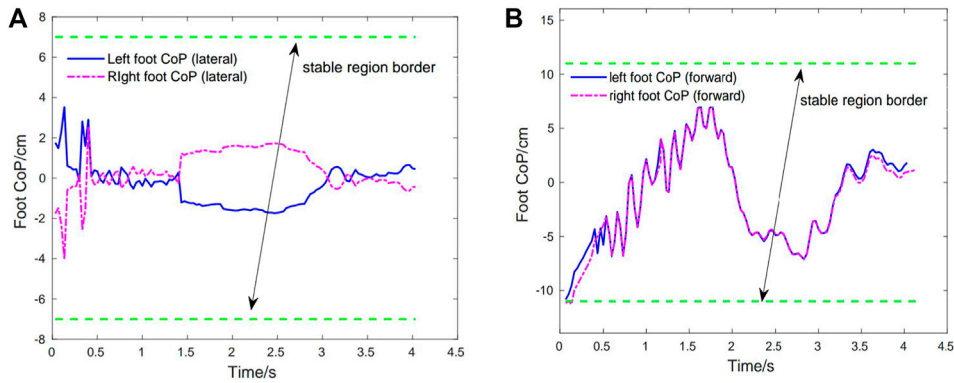 A
8
6
4
2
0
-2
-4
-6
-8
Foot CoP/cm
Left foot CoP (lateral)
RIght foot CoP (lateral)
stable region border
0
0.5
1
1.5
2
2.5
3
3.5
4
4.5
Time/s
B
15
10
5
0
-5
-10
Foot CoP/cm
left foot CoP (forward)
right foot CoP (forward)
stable region border
0
0.5
1
1.5
2
2.5
3
3.5
4
4.5
Time/s